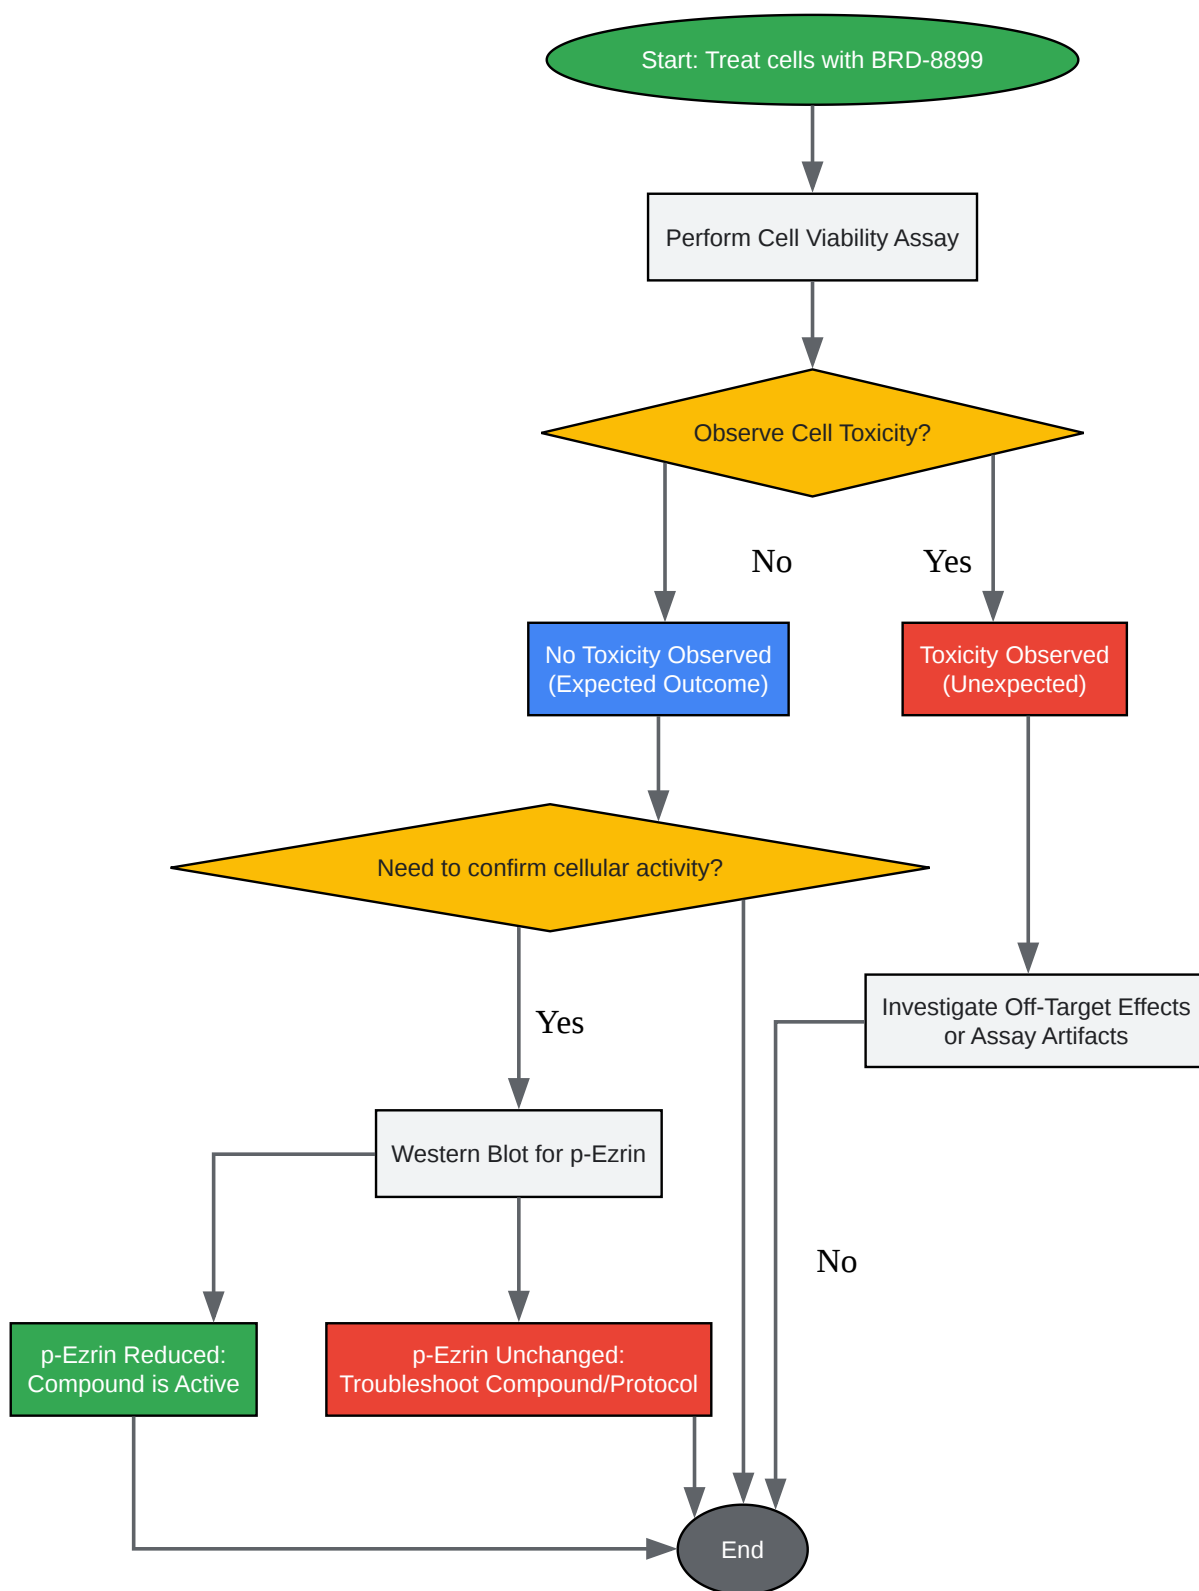 Start: Treat cells with BRD-8899
Perform Cell Viability Assay
Observe Cell Toxicity?
No
Yes
No Toxicity Observed
(Expected Outcome)
Toxicity Observed
(Unexpected)
Need to confirm cellular activity?
Investigate Off-Target Effects
or Assay Artifacts
Yes
Western Blot for p-Ezrin
No
p-Ezrin Reduced:
Compound is Active
p-Ezrin Unchanged:
Troubleshoot Compound/Protocol
End